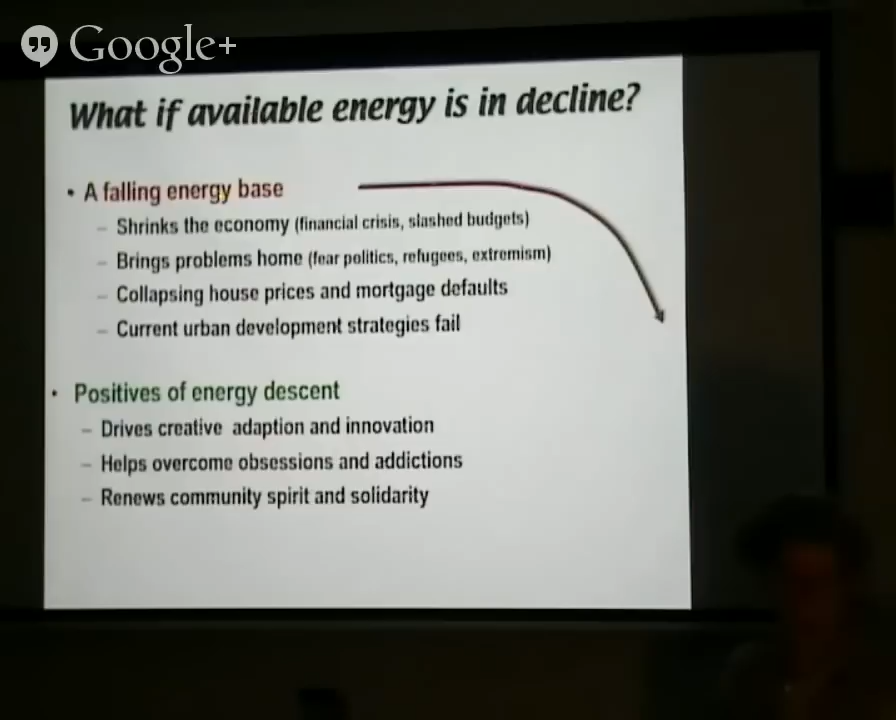 Google+
What if available energy is in decline?
• A falling energy base
– Shrinks the economy (financial crisis, slashed budgets)
– Brings problems home (fear politics, refugees, extremism)
– Collapsing house prices and mortgage defaults
– Current urban development strategies fail
• Positives of energy descent
– Drives creative adaption and innovation
– Helps overcome obsessions and addictions
– Renews community spirit and solidarity